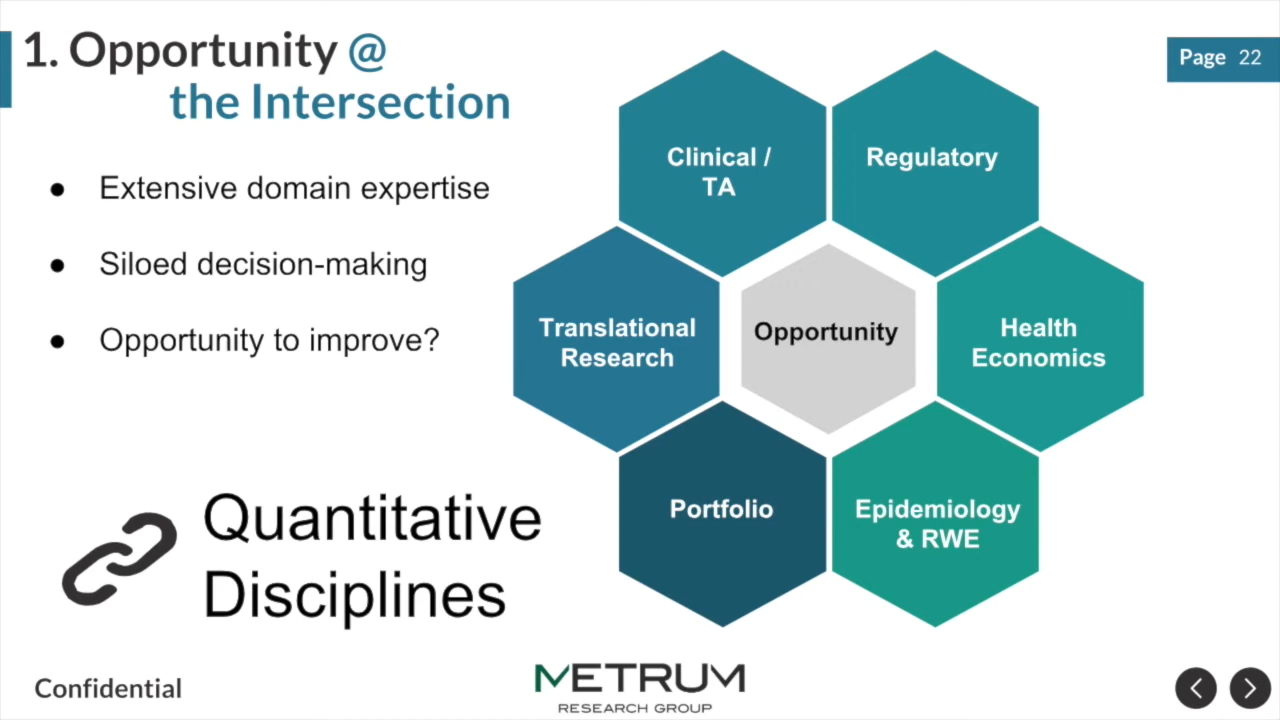 1. Opportunity @
the Intersection
Page 22
● Extensive domain expertise
● Siloed decision-making
● Opportunity to improve?
Clinical /
TA
Regulatory
Translational
Research
Opportunity
Health
Economics
Portfolio
Epidemiology
& RWE
Quantitative
Disciplines
Confidential
METRUM
RESEARCH GROUP